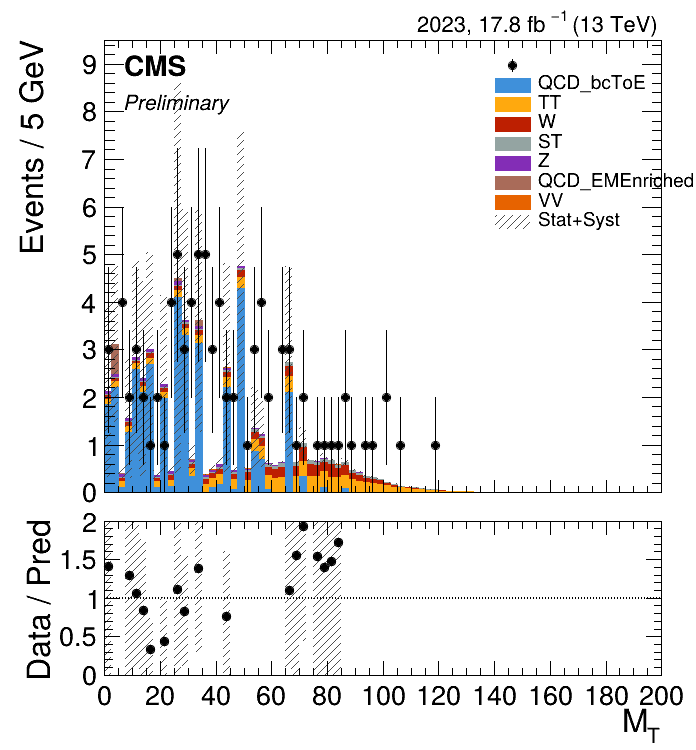 2023, 17.8 fb⁻¹ (13 TeV)
CMS
Preliminary
Events / 5 GeV
9
8
7
6
5
4
3
2
1
0
QCD_bcToE
TT
W
ST
Z
QCD_EMEnriched
VV
Stat+Syst
Data / Pred
2
1.5
1
0.5
0
0 20 40 60 80 100 120 140 160 180 200
M_T